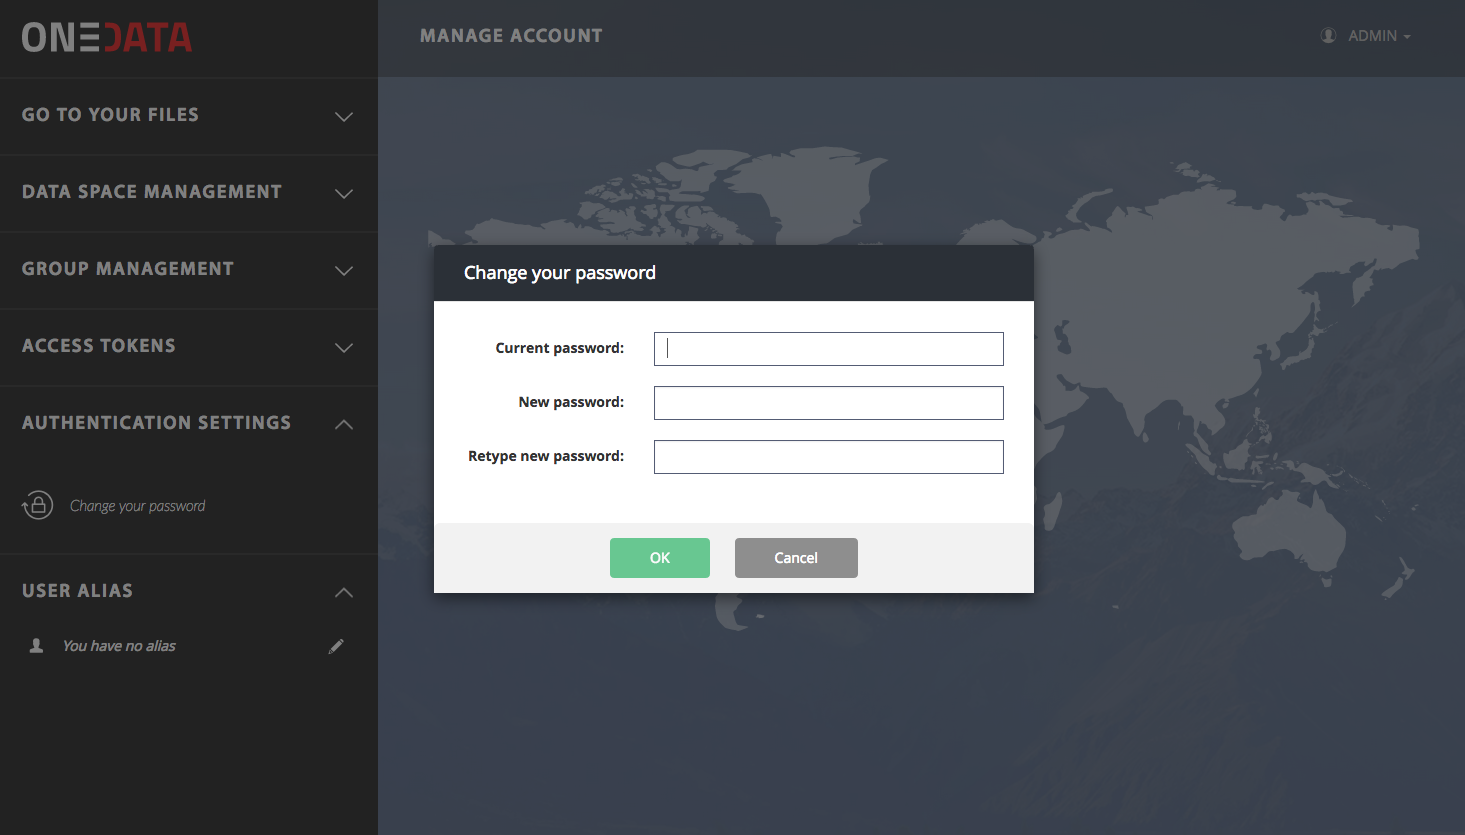 ONEDATA
MANAGE ACCOUNT
ADMIN
GO TO YOUR FILES
DATA SPACE MANAGEMENT
GROUP MANAGEMENT
ACCESS TOKENS
AUTHENTICATION SETTINGS
Change your password
USER ALIAS
You have no alias
Change your password
Current password:
New password:
Retype new password:
OK
Cancel